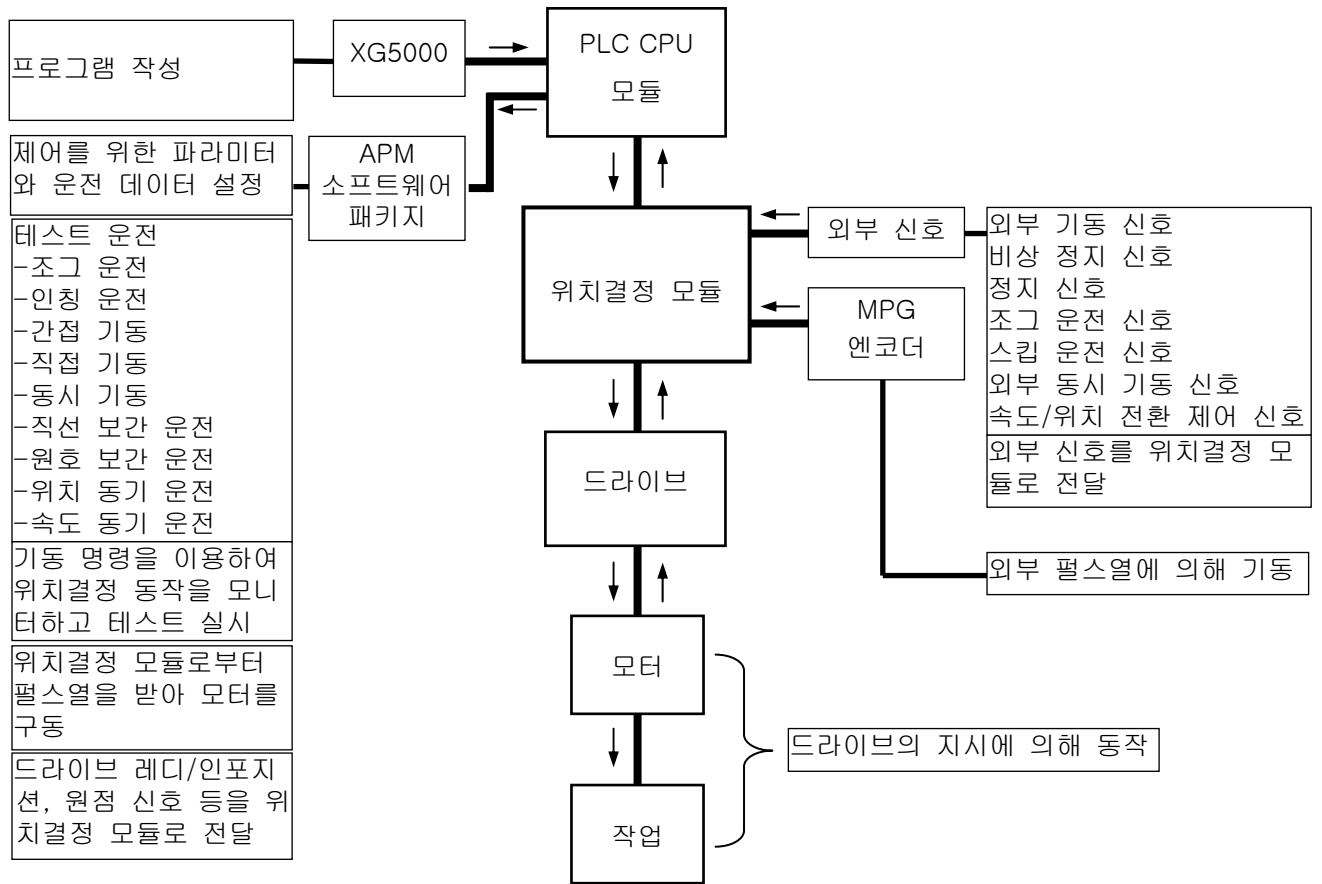 프로그램 작성
XG5000
PLC CPU
모듈
제어를 위한 파라미터
와 운전 데이터 설정
APM
소프트웨어
패키지
테스트 운전
-조그 운전
-인칭 운전
-간접 기동
-직접 기동
-동시 기동
-직선 보간 운전
-원호 보간 운전
-위치 동기 운전
-속도 동기 운전
기동 명령을 이용하여
위치결정 동작을 모니
터하고 테스트 실시
위치결정 모듈로부터
펄스열을 받아 모터를
구동
드라이브 레디/인포지
션, 원점 신호 등을 위
치결정 모듈로 전달
위치결정 모듈
외부 신호
MPG
엔코더
외부 기동 신호
비상 정지 신호
정지 신호
조그 운전 신호
스킵 운전 신호
외부 동시 기동 신호
속도/위치 전환 제어 신호
외부 신호를 위치결정 모
듈로 전달
외부 펄스열에 의해 기동
드라이브
모터
작업
드라이브의 지시에 의해 동작